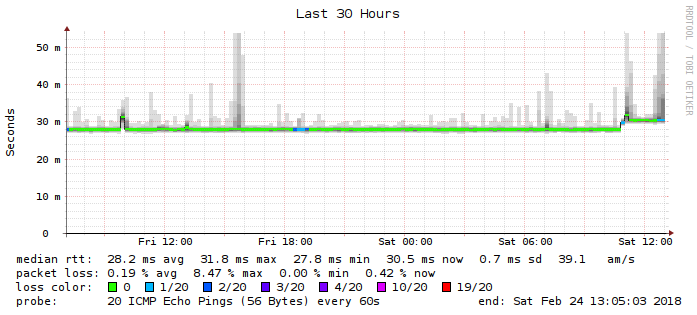 Last 30 Hours
RRDTOOL / TOBI OETIKER
Seconds
50 m
40 m
30 m
20 m
10 m
0
Fri 12:00 Fri 18:00 Sat 00:00 Sat 06:00 Sat 12:00
median rtt: 28.2 ms avg 31.8 ms max 27.8 ms min 30.5 ms now 0.7 ms sd 39.1 am/s
packet loss: 0.19 % avg 8.47 % max 0.00 % min 0.42 % now
loss color: 0 1/20 2/20 3/20 4/20 10/20 19/20
probe: 20 ICMP Echo Pings (56 Bytes) every 60s end: Sat Feb 24 13:05:03 2018